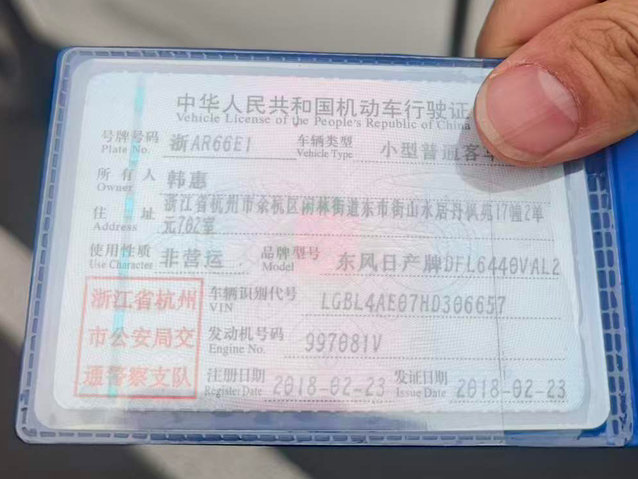 中华人民共和国机动车行驶证
Vehicle License of the People's Republic of China
号牌号码 浙AR66E1 车辆类型 小型普通客车
Plate No. Vehicle Type
所有人 韩惠
Owner
住址 浙江省杭州市余杭区闲林街道东市街山水居丹枫苑17幢2单
Address 元702室
使用性质 非营运 品牌型号 东风日产牌DFL6440VAL2
Use Character Model
浙江省杭州 车辆识别代号 LGBL4AE07HD306657
VIN
市公安局交 发动机号码 997081V
Engine No.
通警察支队 注册日期 2018-02-23 发证日期 2018-02-23
Register Date Issue Date